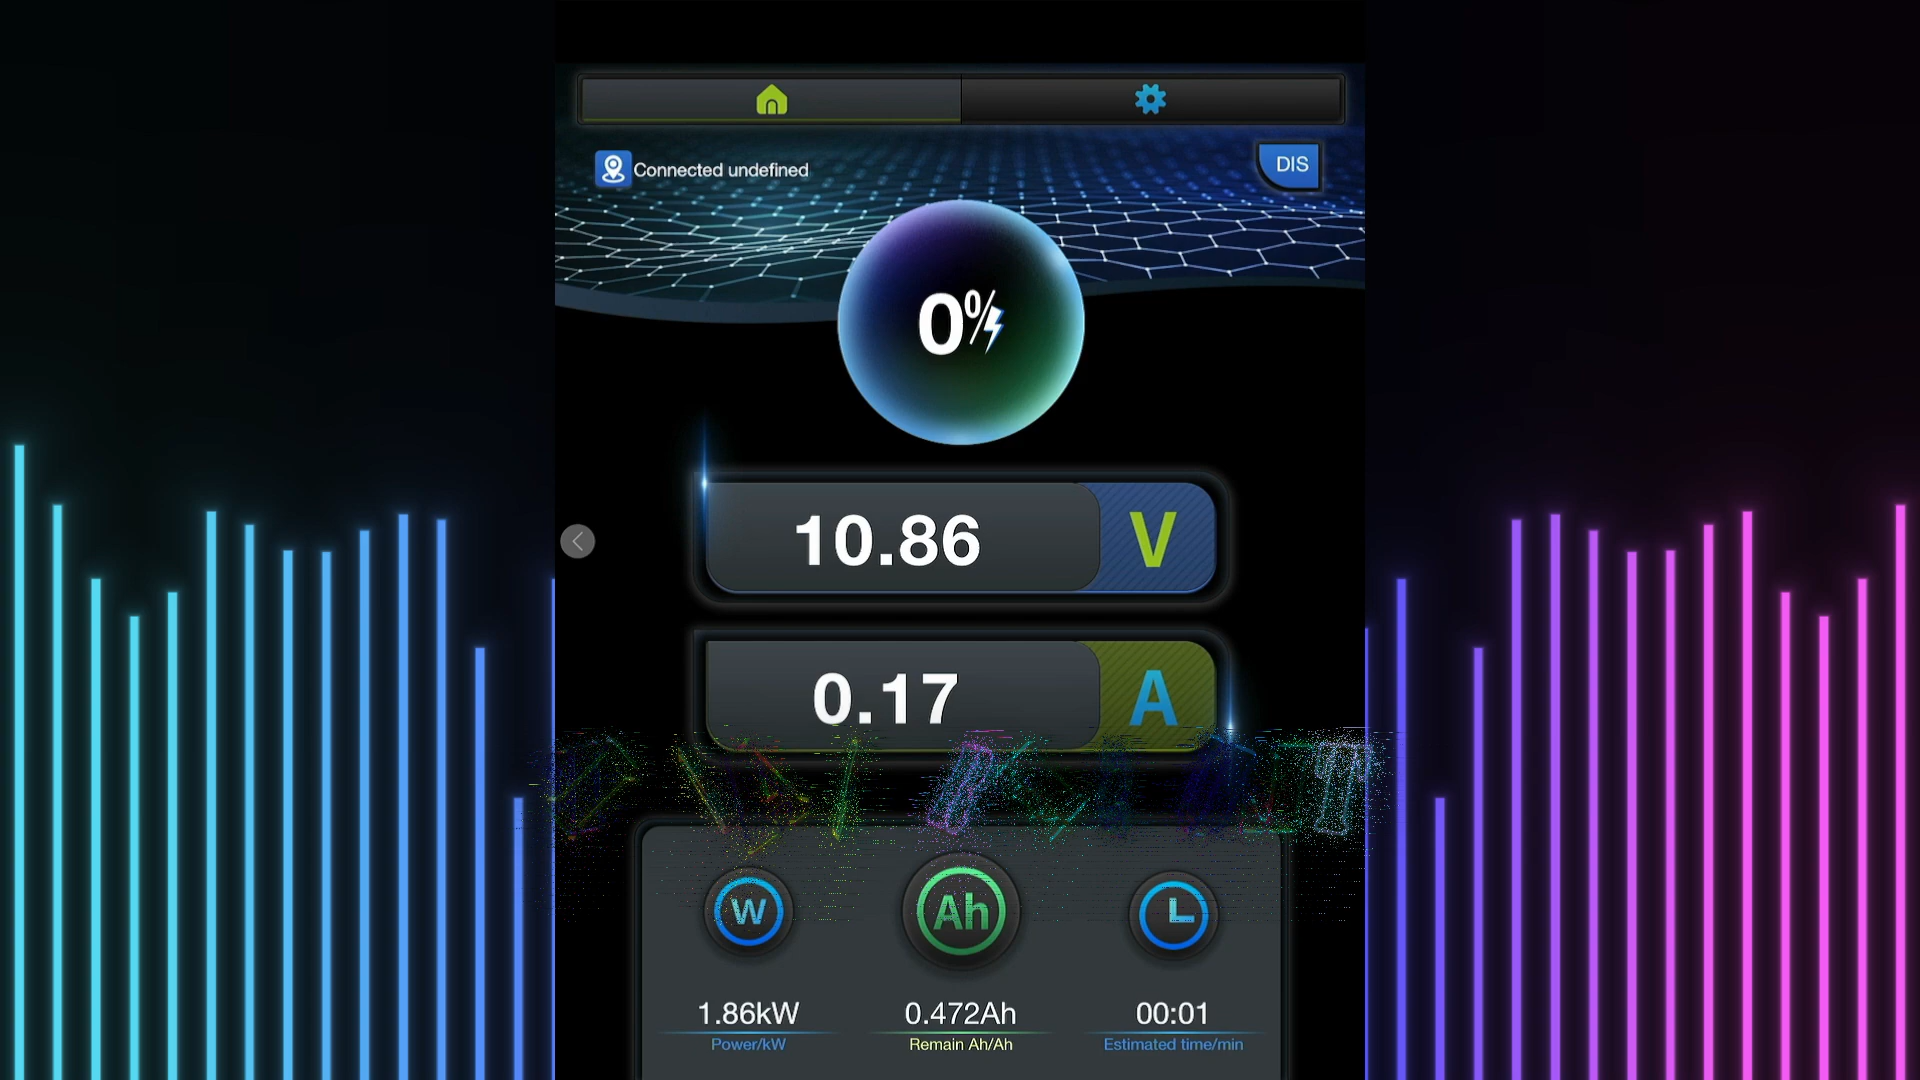 Connected undefined
DIS
0%
10.86 V
0.17 A
W
Ah
1.86kW
0.472Ah
00:01
Power/kW
Remain Ah/Ah
Estimated time/min